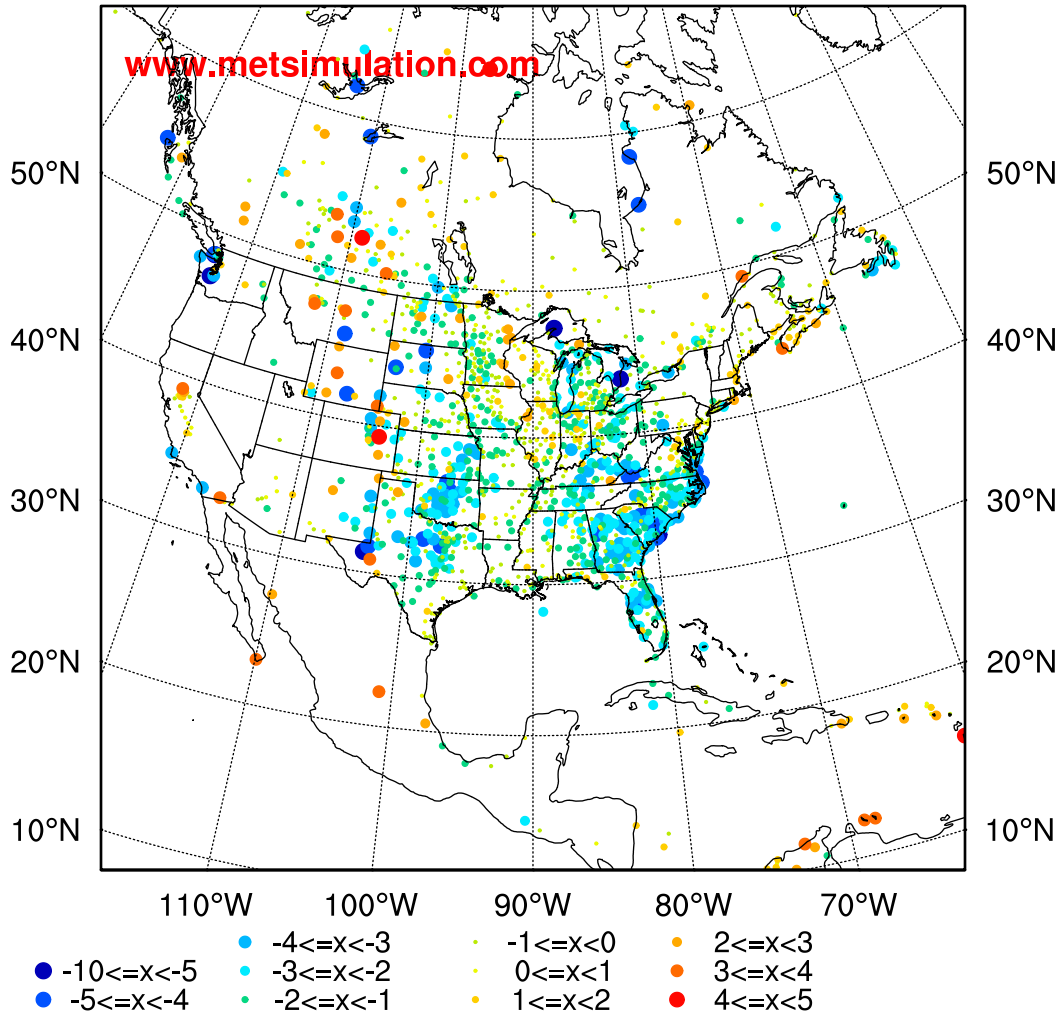 www.metsimulation.com
50°N 50°N
40°N 40°N
30°N 30°N
20°N 20°N
10°N 10°N
110°W 100°W 90°W 80°W 70°W
-4<=x<-3 -1<=x<0 2<=x<3
-10<=x<-5 -3<=x<-2 0<=x<1 3<=x<4
-5<=x<-4 -2<=x<-1 1<=x<2 4<=x<5